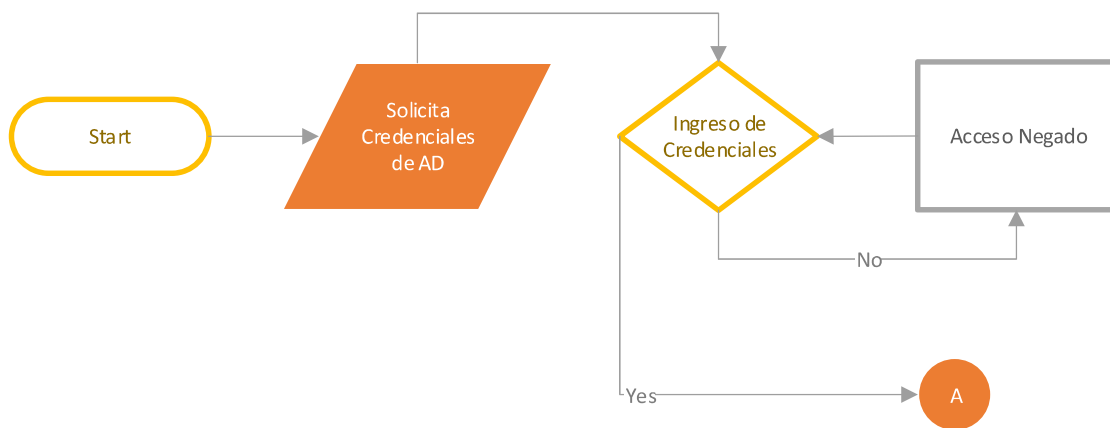 Start
Solicita
Credenciales
de AD
Ingreso de
Credenciales
Acceso Negado
No
Yes
A